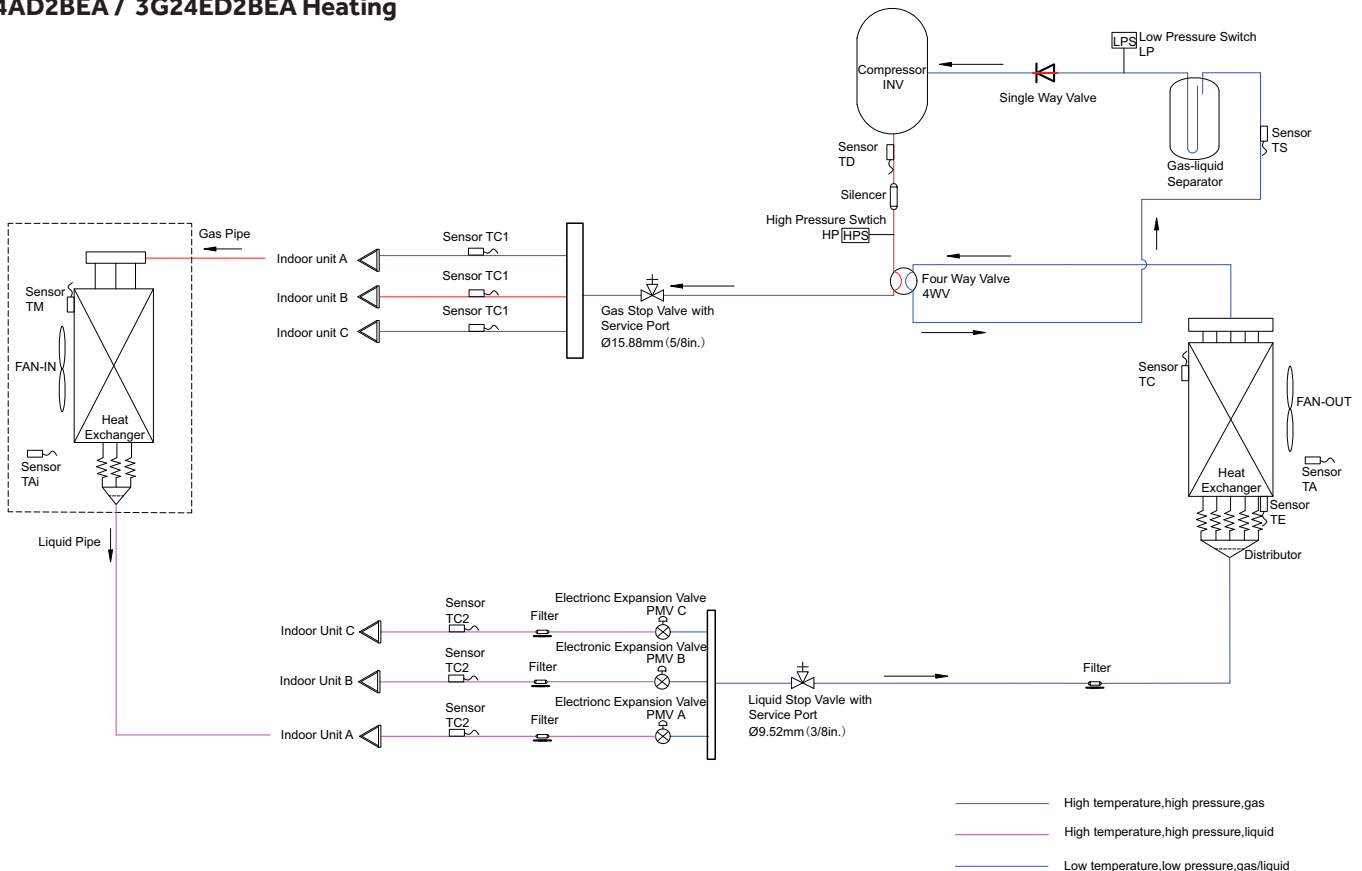 4AD2BEA / 3G24ED2BEA Heating
LPS
Low Pressure Switch
LP
Compressor
INV
Single Way Valve
Sensor
TS
Sensor
TD
Gas-liquid
Separator
Silencer
High Pressure Swtich
HP
HPS
Gas Pipe
Indoor unit A
Sensor TC1
Indoor unit B
Sensor TC1
Indoor unit C
Sensor TC1
Four Way Valve
4WV
Gas Stop Valve with
Service Port
Ø15.88mm (5/8in.)
Sensor
TM
FAN-IN
Heat
Exchanger
Sensor
TAi
Sensor
TC
FAN-OUT
Heat
Exchanger
Sensor
TA
Sensor
TE
Distributor
Liquid Pipe
Indoor Unit C
Sensor
TC2
Filter
Electrionc Expansion Valve
PMV C
Indoor Unit B
Sensor
TC2
Filter
Electronic Expansion Valve
PMV B
Indoor Unit A
Sensor
TC2
Filter
Electronic Expansion Valve
PMV A
Liquid Stop Vavle with
Service Port
Ø9.52mm (3/8in.)
Filter
High temperature,high pressure,gas
High temperature,high pressure,liquid
Low temperature,low pressure,gas/liquid